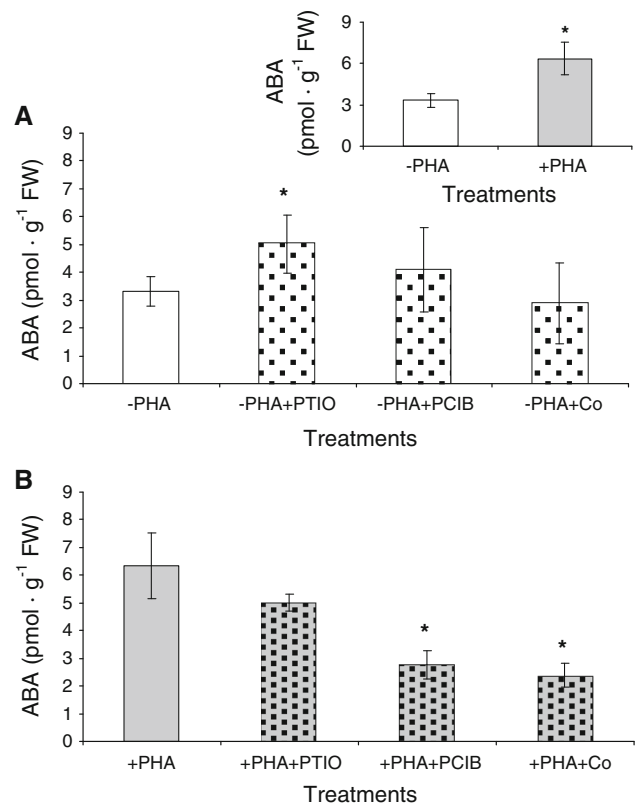 ABA
(pmol · g⁻¹ FW)
9
6
3
0
*
-PHA +PHA
Treatments
A
ABA (pmol · g⁻¹ FW)
9
8
7
6
5
4
3
2
1
0
*
-PHA -PHA+PTIO -PHA+PCIB -PHA+Co
Treatments
B
ABA (pmol · g⁻¹ FW)
9
8
7
6
5
4
3
2
1
0
* *
+PHA +PHA+PTIO +PHA+PCIB +PHA+Co
Treatments